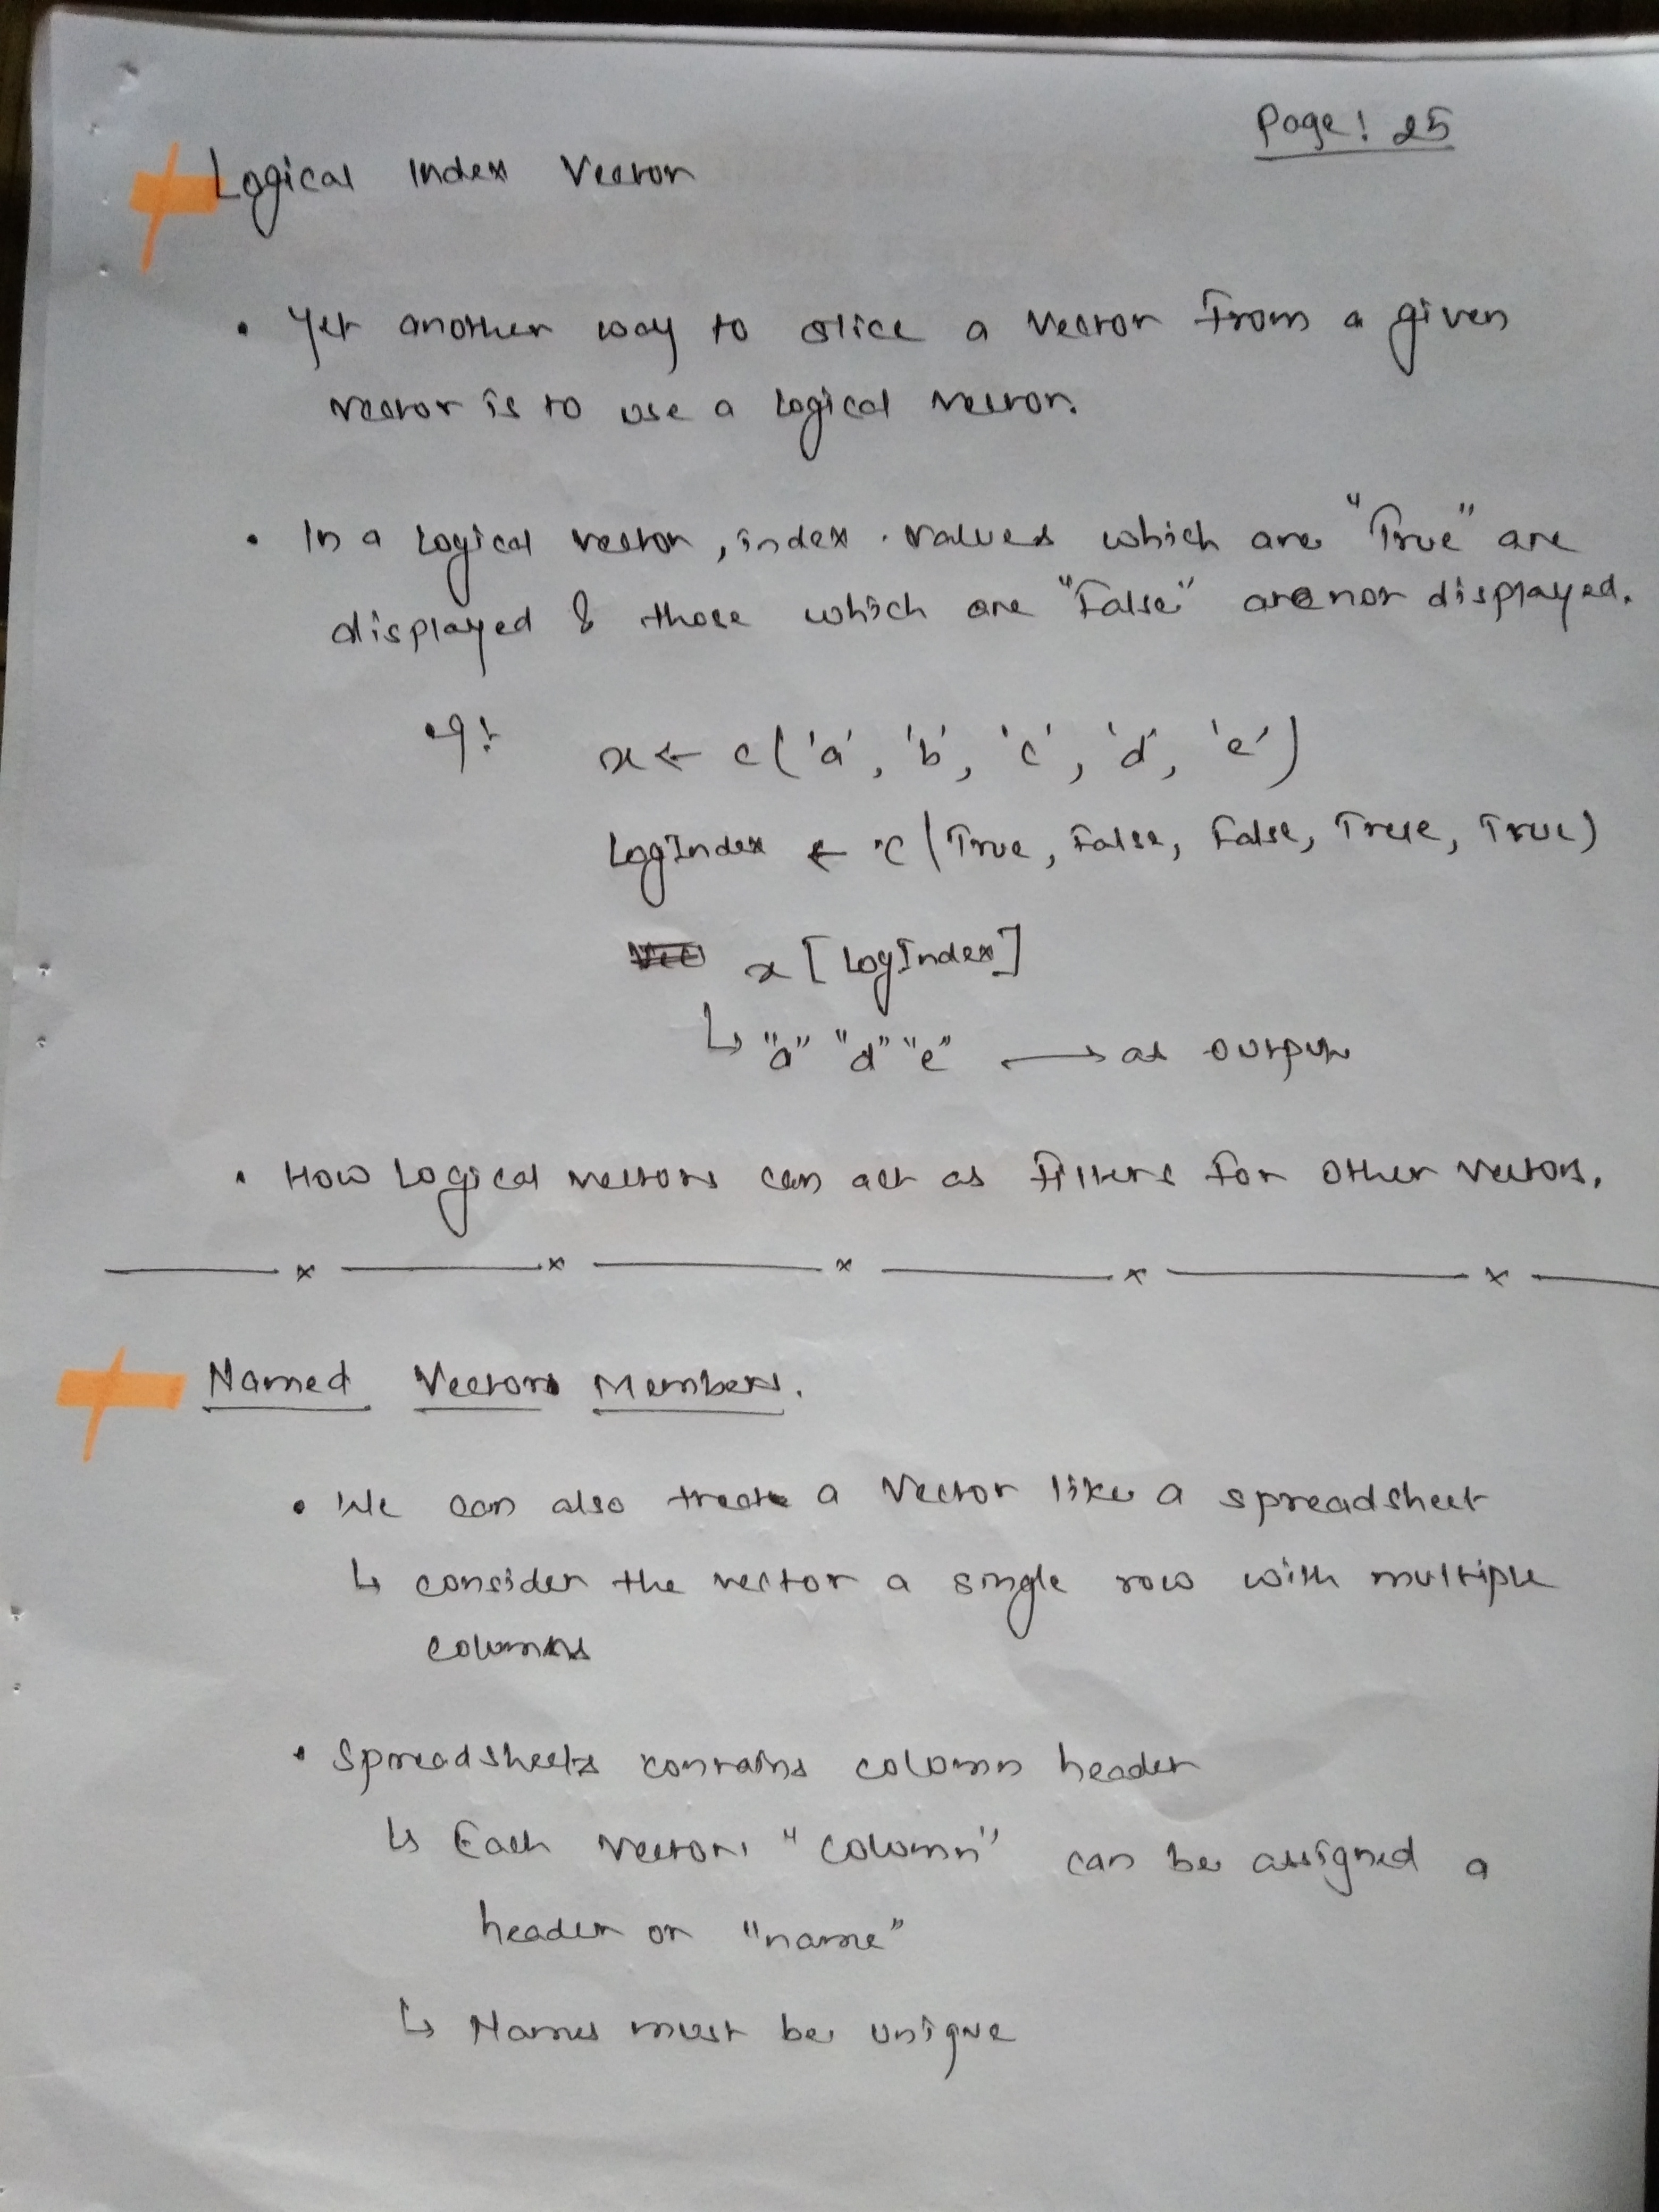 Page: 25
Logical Index Vector
• Yet another way to slice a vector from a given
vector is to use a logical vector.
• In a logical vector, index values which are "True" are
displayed & those which are "False" are not displayed.
eg: x ← c('a', 'b', 'c', 'd', 'e')
LogIndex ← c(True, False, False, True, True)
x[LogIndex]
↳ "a" "d" "e" → as output
• How logical vectors can act as filters for other vectors.
Named Vectors Members.
• We can also treat a vector like a spreadsheet
↳ consider the vector a single row with multiple
columns
• Spreadsheets contains column header
↳ Each vectors "column" can be assigned a
header or "name"
↳ Names must be unique